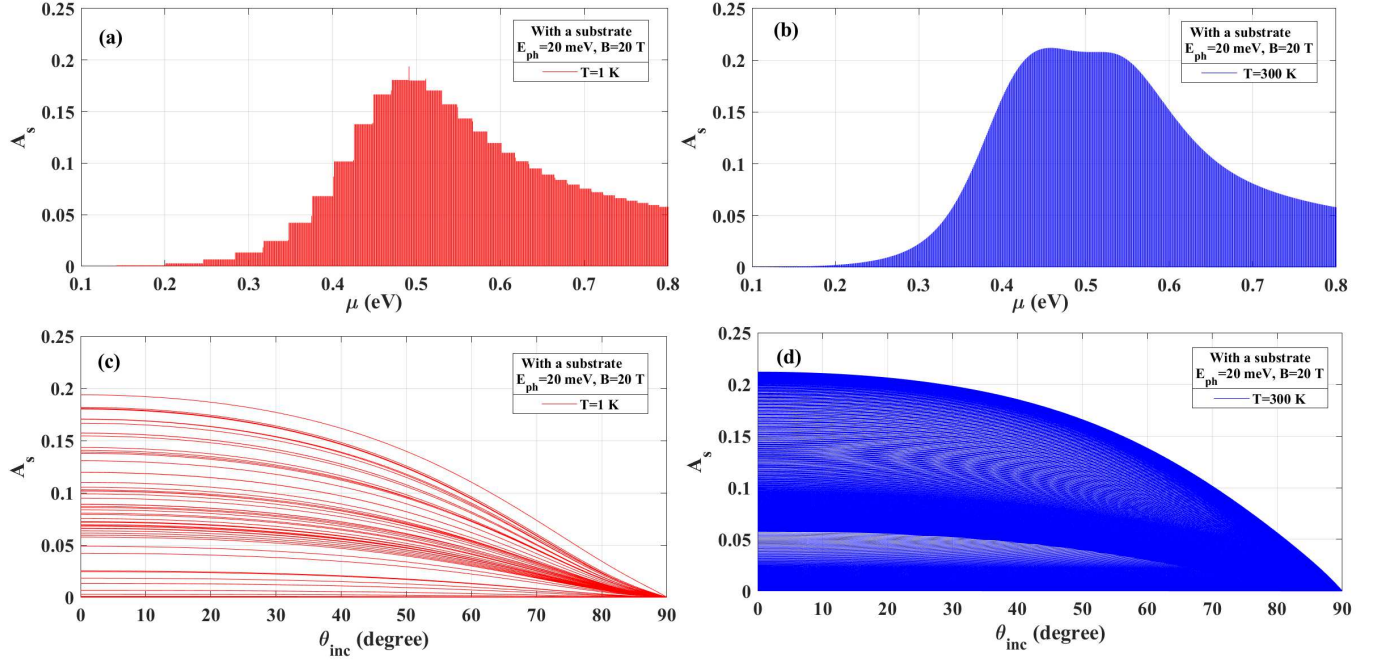 (a)
With a substrate
E_ph=20 meV, B=20 T
T=1 K
A_s
0.25
0.2
0.15
0.1
0.05
0
0.1 0.2 0.3 0.4 0.5 0.6 0.7 0.8
μ (eV)
(b)
With a substrate
E_ph=20 meV, B=20 T
T=300 K
A_s
0.25
0.2
0.15
0.1
0.05
0
0.1 0.2 0.3 0.4 0.5 0.6 0.7 0.8
μ (eV)
(c)
With a substrate
E_ph=20 meV, B=20 T
T=1 K
A_s
0.25
0.2
0.15
0.1
0.05
0
0 10 20 30 40 50 60 70 80 90
θ_inc (degree)
(d)
With a substrate
E_ph=20 meV, B=20 T
T=300 K
A_s
0.25
0.2
0.15
0.1
0.05
0
0 10 20 30 40 50 60 70 80 90
θ_inc (degree)